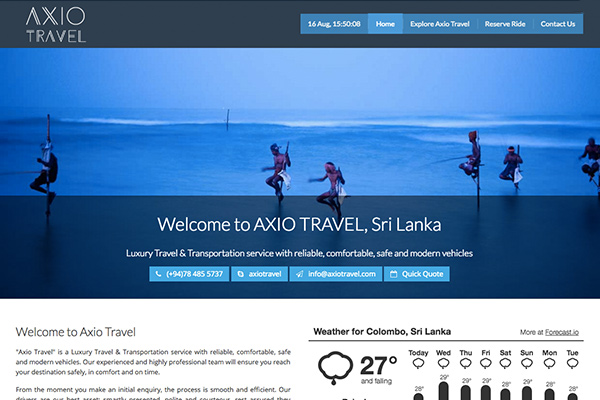 AXIO
TRAVEL
16 Aug, 15:50:08 Home Explore Axio Travel Reserve Ride Contact Us
Welcome to AXIO TRAVEL, Sri Lanka
Luxury Travel & Transportation service with reliable, comfortable, safe and modern vehicles
(+94)78 485 5737 axiotravel info@axiotravel.com Quick Quote
Welcome to Axio Travel
"Axio Travel" is a Luxury Travel & Transportation service with reliable, comfortable, safe
and modern vehicles. Our experienced and highly professional team will ensure you reach
your destination safely, in comfort and on time.
From the moment you make an initial enquiry, the process is smooth and efficient. Our
drivers are our best asset; smartly presented, polite and courteous, rest assured they
Weather for Colombo, Sri Lanka More at Forecast.io
27°
and falling
Today Wed Thu Fri Sat Sun Mon Tue
28° 29° 29° 28° 28° 28° 28° 28°